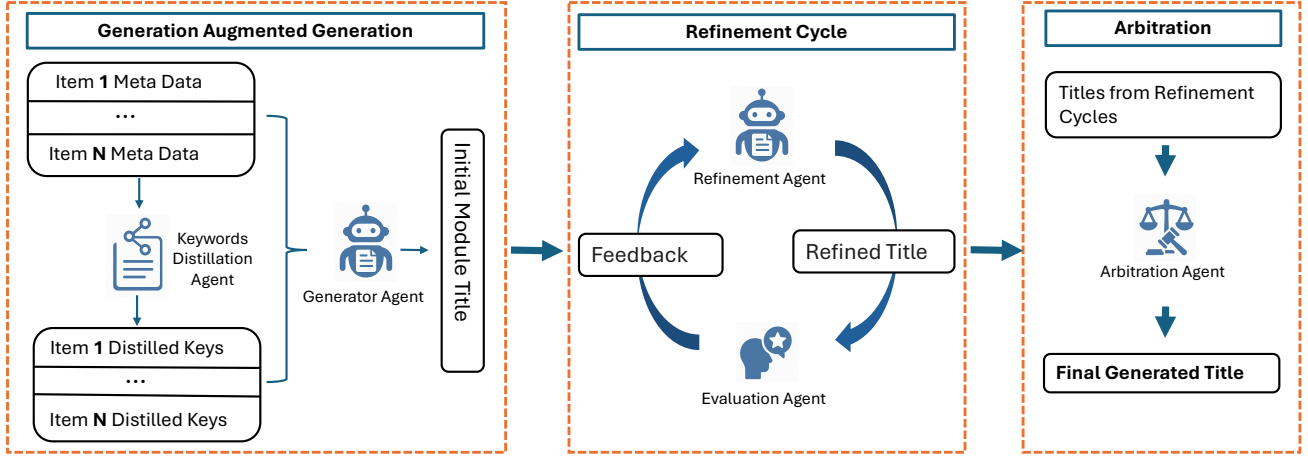 Generation Augmented Generation
Item 1 Meta Data
...
Item N Meta Data
Keywords
Distillation
Agent
Item 1 Distilled Keys
...
Item N Distilled Keys
Generator Agent
Initial Module Title
Refinement Cycle
Refinement Agent
Feedback
Refined Title
Evaluation Agent
Arbitration
Titles from Refinement
Cycles
Arbitration Agent
Final Generated Title